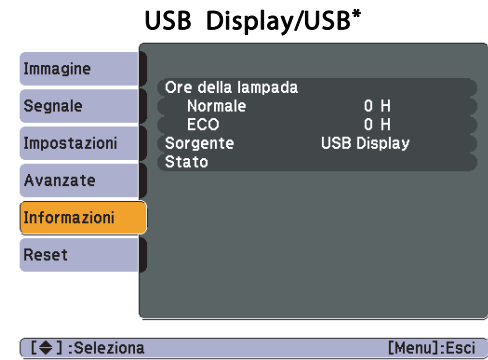 USB Display/USB*
Immagine
Segnale
Impostazioni
Avanzate
Informazioni
Reset
Ore della lampada
Normale 0 H
ECO 0 H
Sorgente USB Display
Stato
[◆] :Seleziona [Menu]:Esci